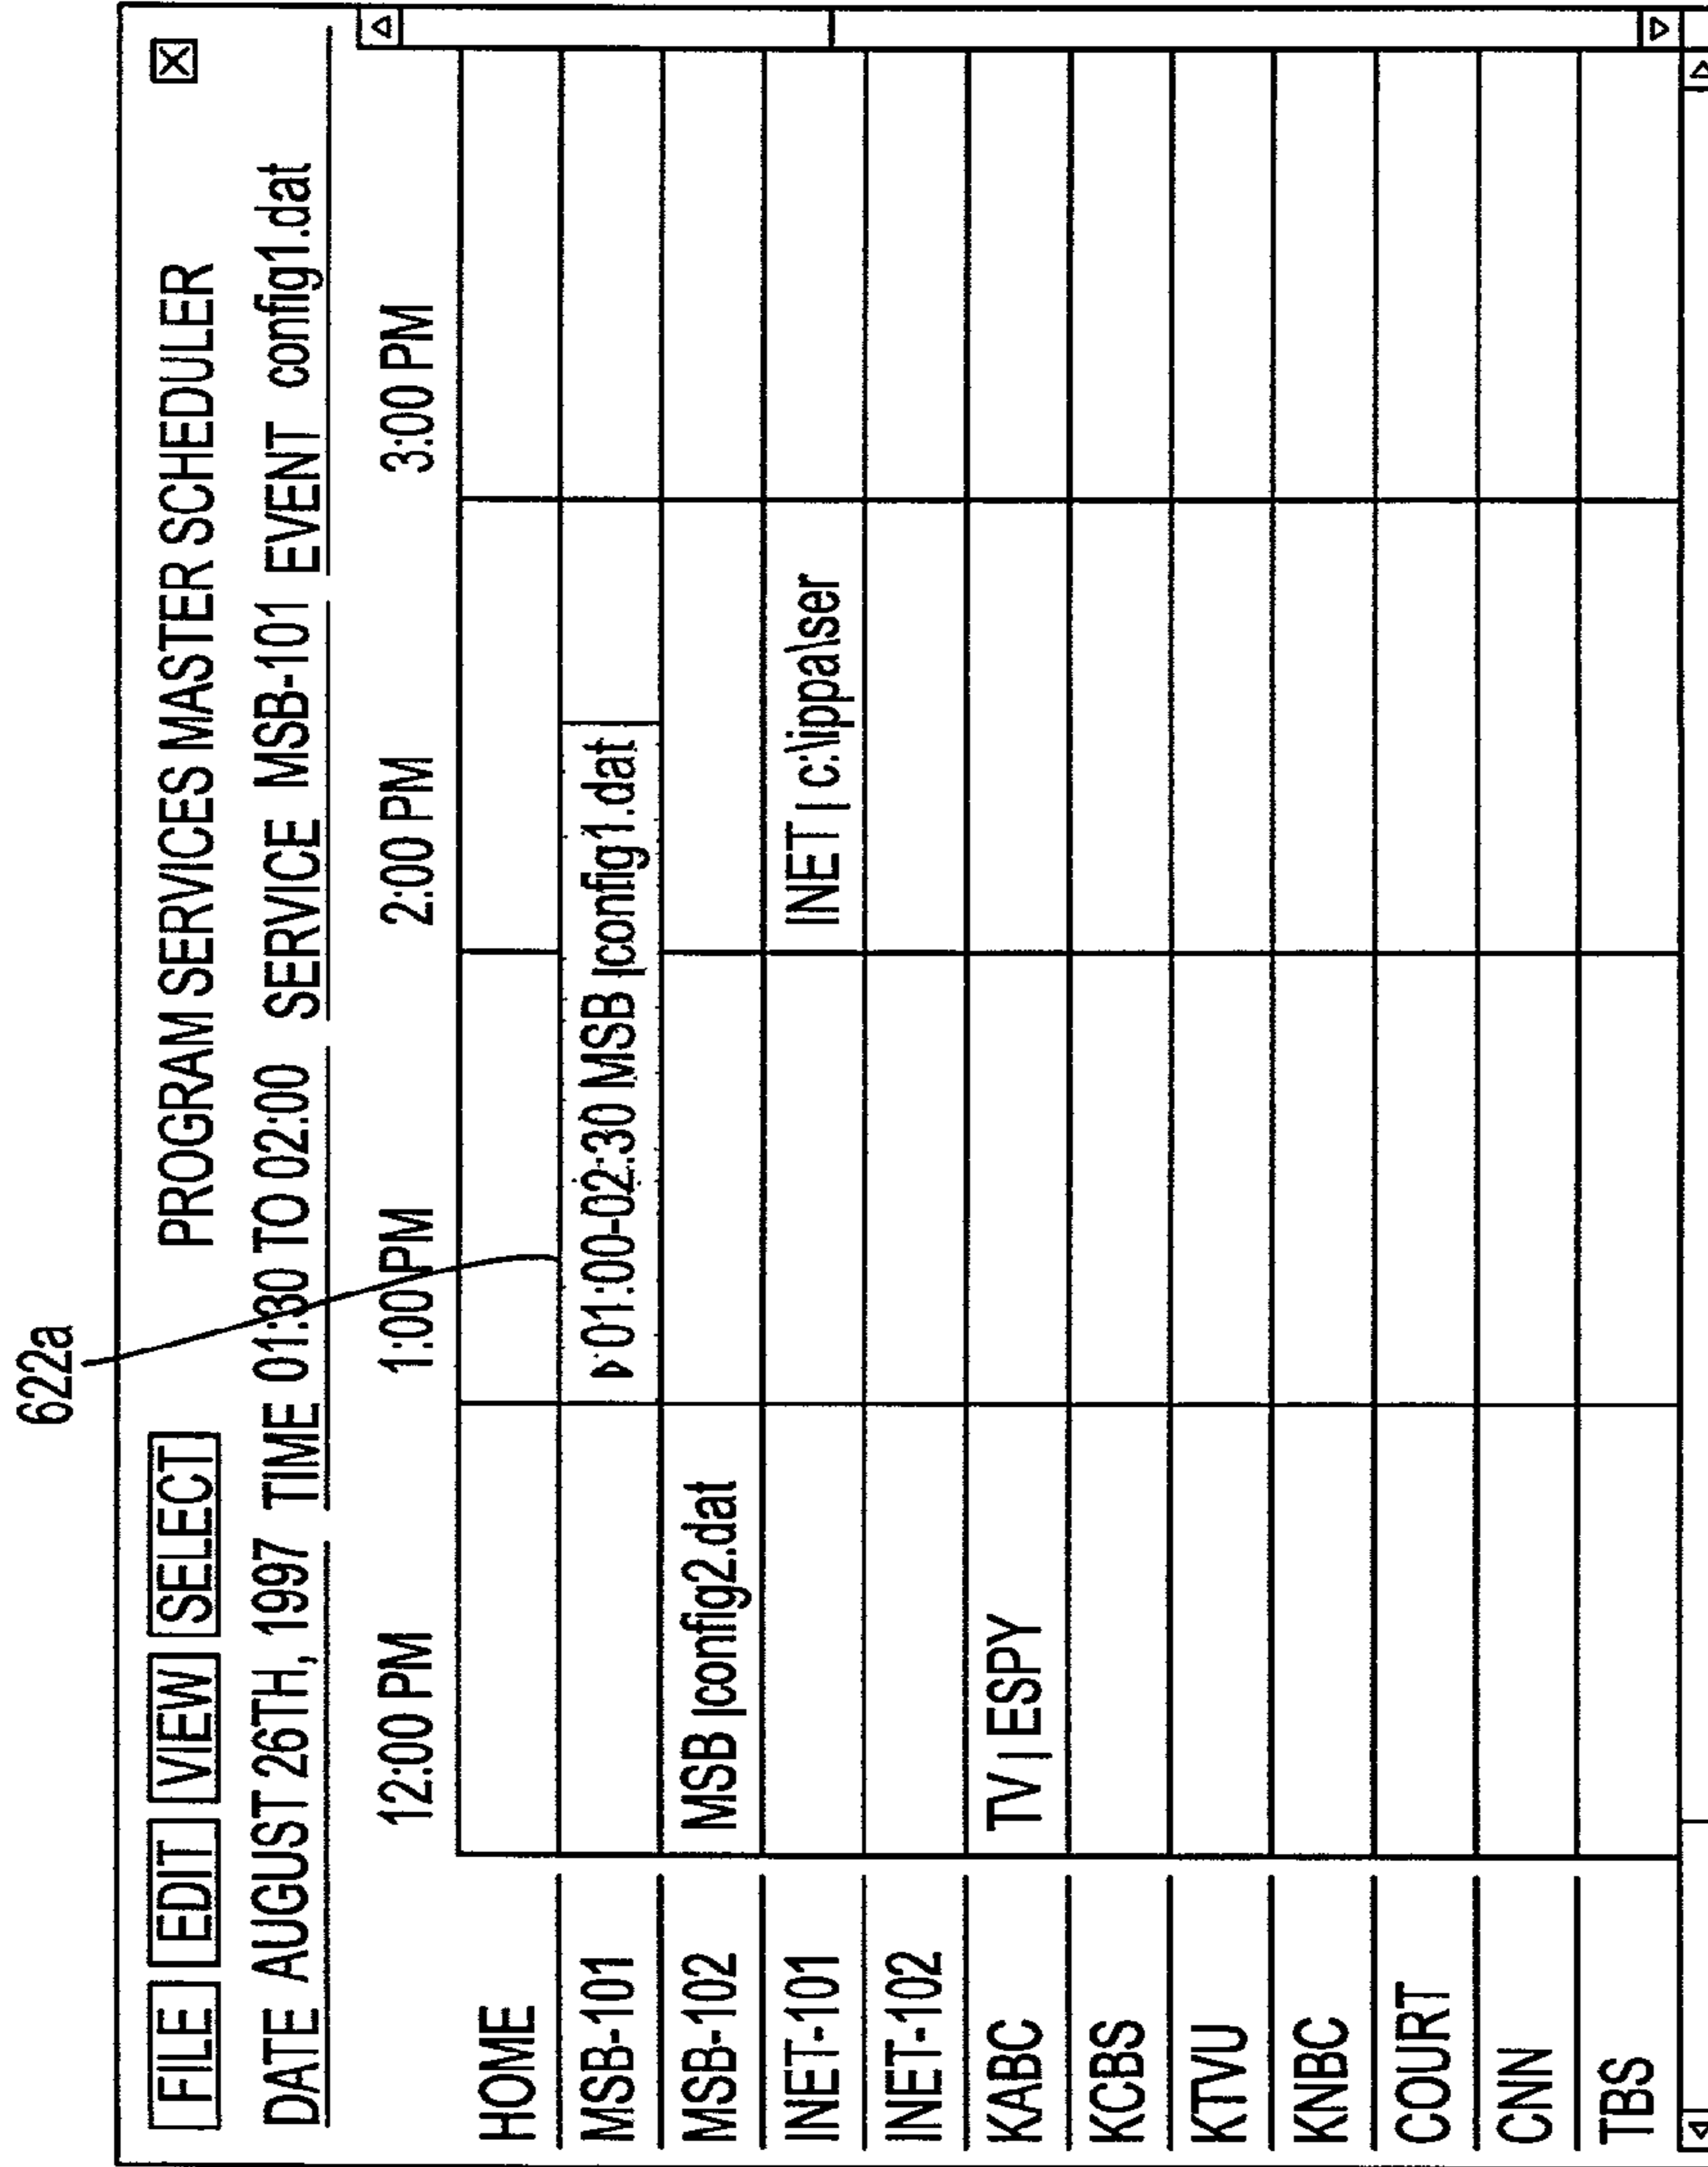 622a
FILE EDIT VIEW SELECT PROGRAM SERVICES MASTER SCHEDULER
DATE AUGUST 26TH, 1997 TIME 01:30 TO 02:00 SERVICE MSB-101 EVENT config1.dat
12:00 PM 1:00 PM 2:00 PM 3:00 PM
HOME
MSB-101 01:00-02:30 MSB |config1.dat
MSB-102 MSB |config2.dat
INET-101 INET | c:\ippa\ser
INET-102
KABC TV | ESPY
KCBS
KTVU
KNBC
COURT
CNN
TBS